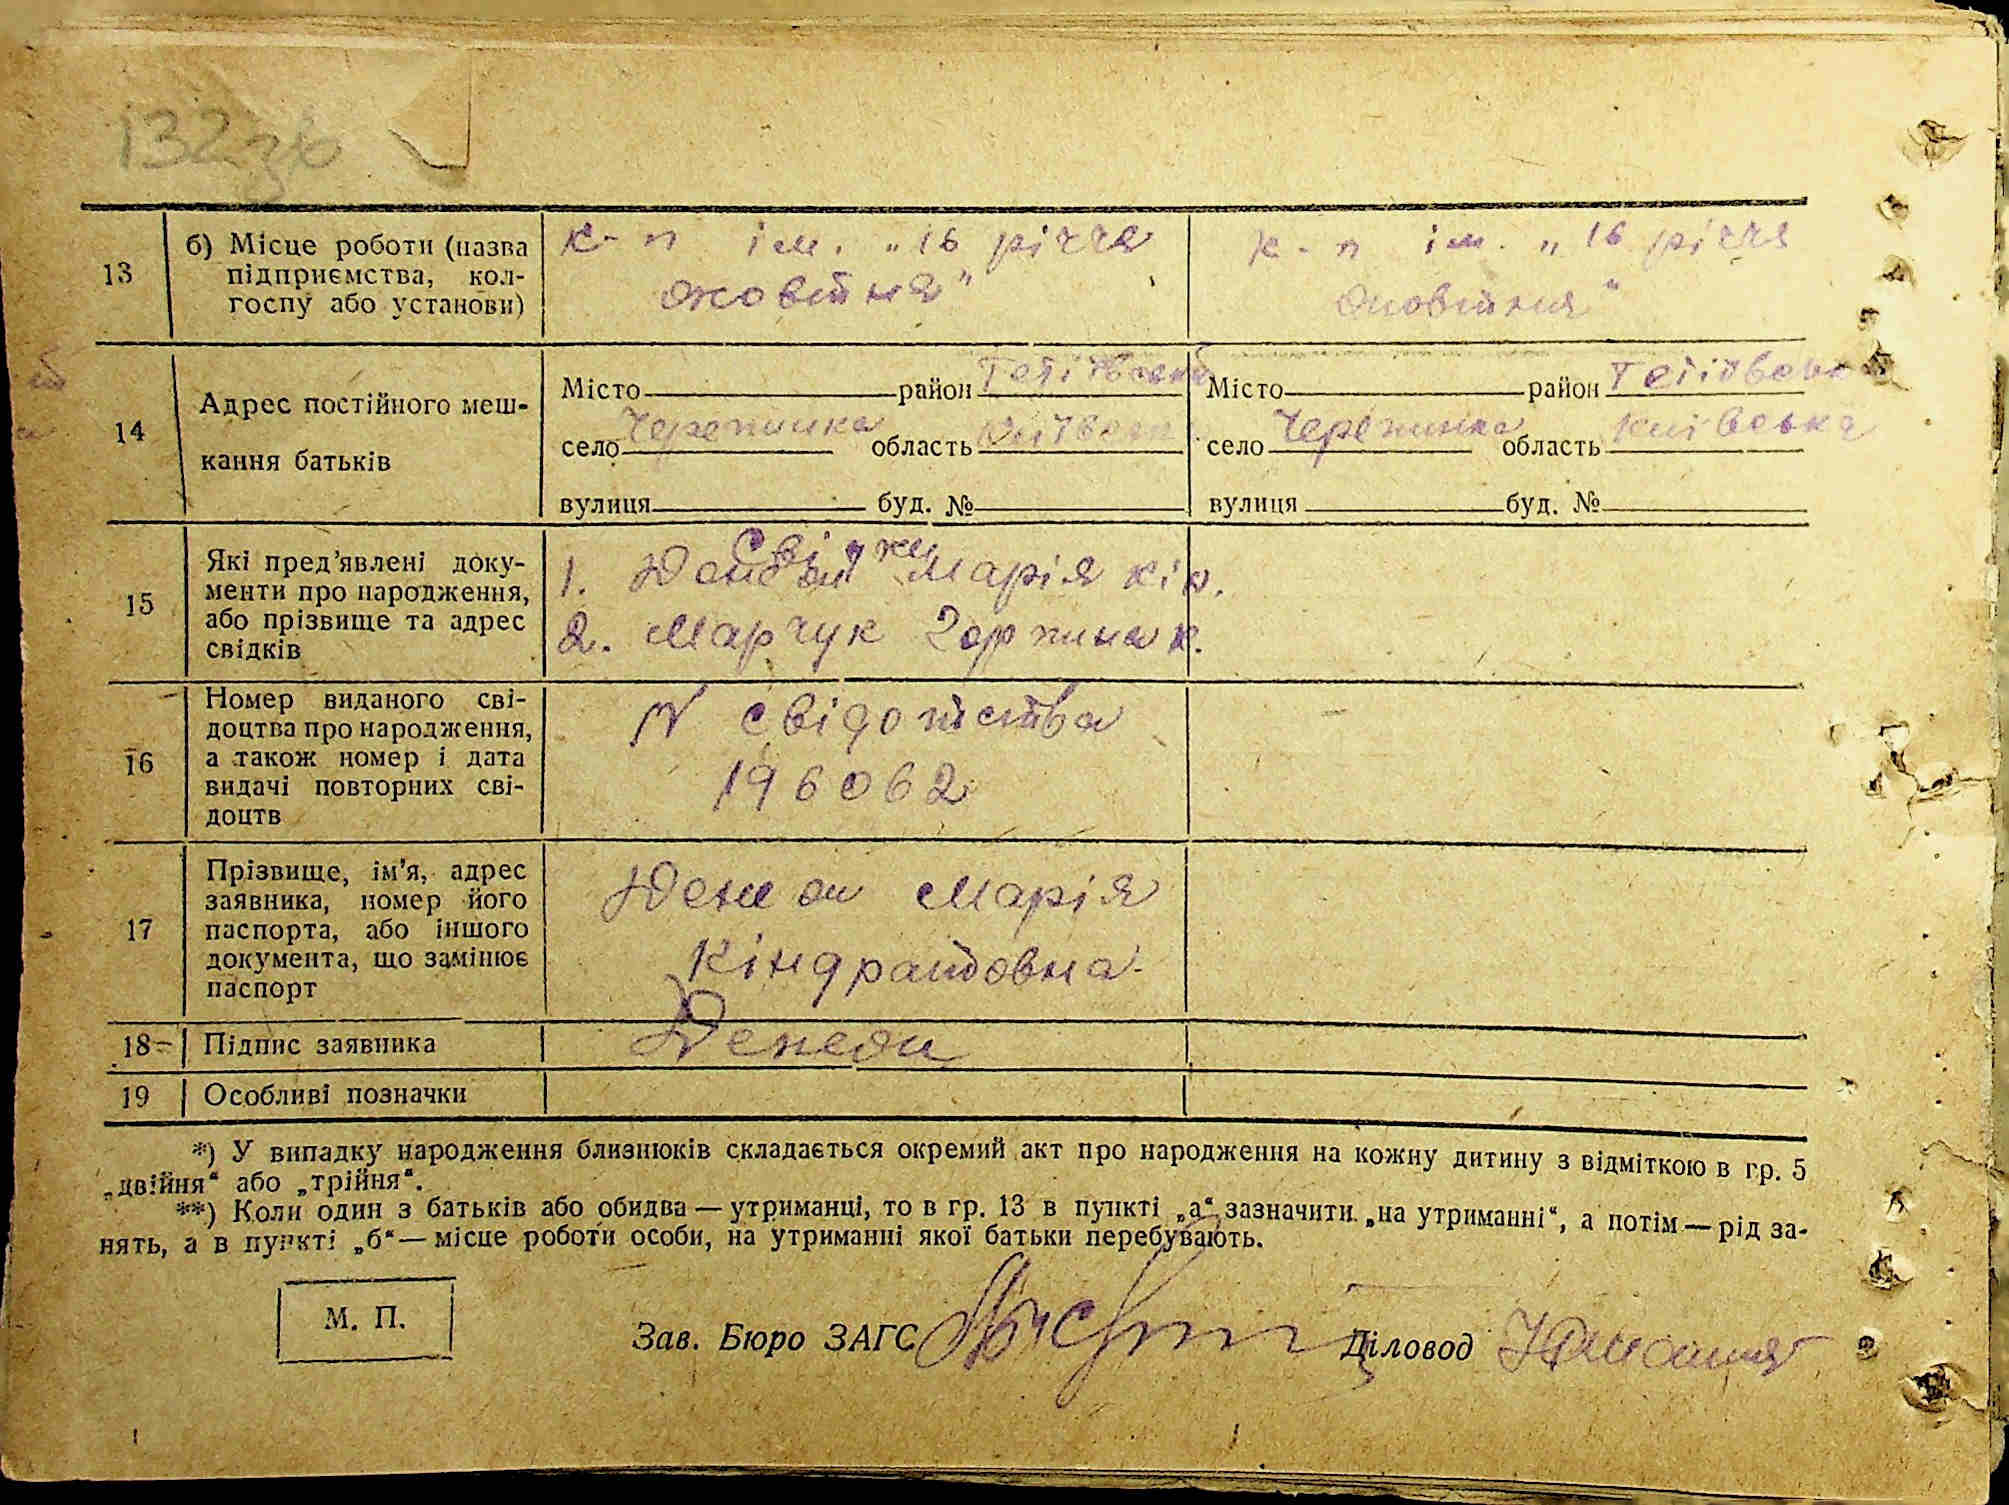 132 зв
13
б) Місце роботи (назва
підприємства, кол-
госпу або установи)
к-п ім. „16 річчя
жовтня"
к-п ім. „16 річчя
жовтня"
14
Адрес постійного меш-
кання батьків
Місто район Тетіївськ
село Черепинка область Київськ
вулиця буд. №
Місто район Тетіївськ
село Черепинка область Київська
вулиця буд. №
15
Які пред’явлені доку-
менти про народження,
або прізвище та адрес
свідків
Свідки
1. Марія кін.
2. Марчук
16
Номер виданого сві-
доцтва про народження,
а також номер і дата
видачі повторних сві-
доцтв
N свідотства
196062
17
Прізвище, ім’я, адрес
заявника, номер його
паспорта, або іншого
документа, що замінює
паспорт
Марія
Кіндратовна
18
Підпис заявника
19
Особливі позначки
*) У випадку народження близнюків складається окремий акт про народження на кожну дитину з відміткою в гр. 5
„двійня“ або „трійня“.
**) Коли один з батьків або обидва — утриманці, то в гр. 13 в пункті „а“ зазначити „на утриманні“, а потім — рід за-
нять, а в пункті „б“ — місце роботи особи, на утриманні якої батьки перебувають.
М. П.
Зав. Бюро ЗАГС
Діловод